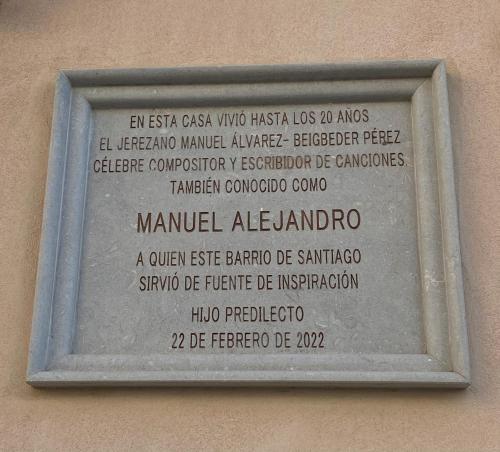 EN ESTA CASA VIVIÓ HASTA LOS 20 AÑOS
EL JEREZANO MANUEL ÁLVAREZ- BEIGBEDER PÉREZ
CÉLEBRE COMPOSITOR Y ESCRIBIDOR DE CANCIONES
TAMBIÉN CONOCIDO COMO
MANUEL ALEJANDRO
A QUIEN ESTE BARRIO DE SANTIAGO
SIRVIÓ DE FUENTE DE INSPIRACIÓN
HIJO PREDILECTO
22 DE FEBRERO DE 2022